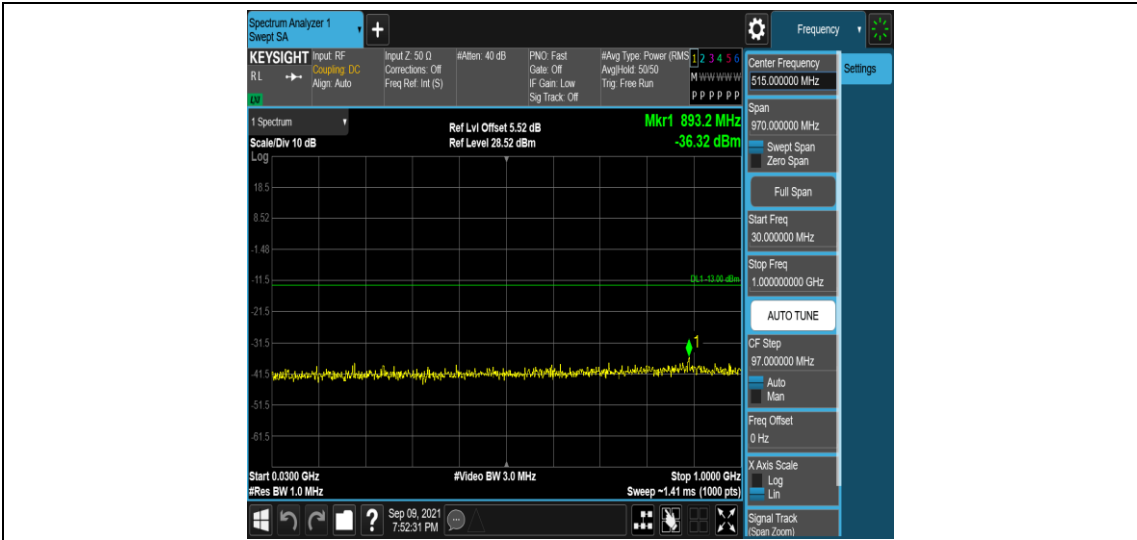 Spectrum Analyzer 1
Swept SA
+
Frequency
KEYSIGHT
RL
LNI
Input: RF
Coupling: DC
Align: Auto
Input Z: 50 Ω
Corrections: Off
Freq Ref: Int (S)
#Atten: 40 dB
PNO: Fast
Gate: Off
IF Gain: Low
Sig Track: Off
#Avg Type: Power (RMS
Avg|Hold: 50/50
Trig: Free Run
1 2 3 4 5 6
M W W W W W
P P P P P P
1 Spectrum
Scale/Div 10 dB
Log
Ref Lvl Offset 5.52 dB
Ref Level 28.52 dBm
Mkr1 893.2 MHz
-36.32 dBm
18.5
8.52
-1.48
-11.5
-21.5
-31.5
-41.5
-51.5
-61.5
DL1 -13.00 dBm
1
Start 0.0300 GHz
#Res BW 1.0 MHz
#Video BW 3.0 MHz
Stop 1.0000 GHz
Sweep ~1.41 ms (1000 pts)
Center Frequency
515.000000 MHz
Settings
Span
970.000000 MHz
Swept Span
Zero Span
Full Span
Start Freq
30.000000 MHz
Stop Freq
1.000000000 GHz
AUTO TUNE
CF Step
97.000000 MHz
Auto
Man
Freq Offset
0 Hz
X Axis Scale
Log
Lin
Signal Track
(Span Zoom)
?
Sep 09, 2021
7:52:31 PM